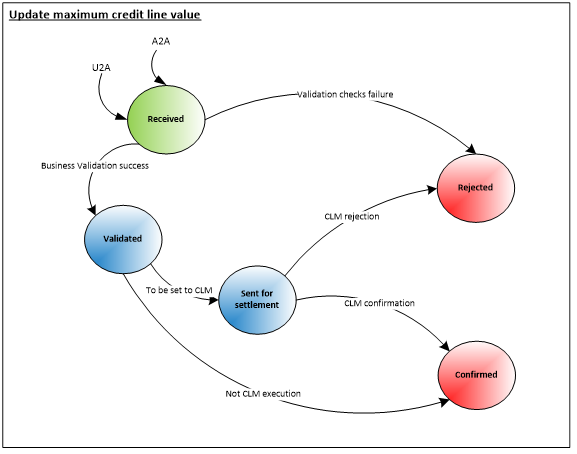 Update maximum credit line value
A2A
U2A
Validation checks failure
Received
Business Validation success
Rejected
CLM rejection
Validated
To be set to CLM
Sent for
settlement
CLM confirmation
Confirmed
Not CLM execution